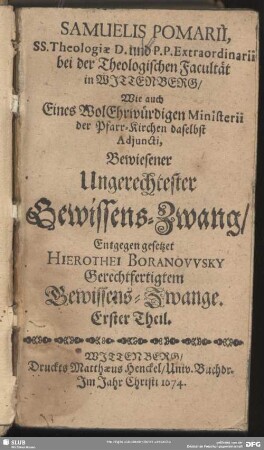 SAMUELIS POMARII,
SS. Theologiæ D. und P.P. Extraordinarii
bei der Theologischen Facultät
in WITTENBERG/
Wie auch
Eines WolEhrwürdigen Ministerii
der Pfarr-Kirchen daselbst
Adjuncti,
Bewiesener
Ungerechtester
Gewissens-Zwang/
Entgegen gesetzet
HIEROTHEI BORANOVVSKY
Gerechtfertigtem
Gewissens-Zwange.
Erster Theil.
WITTENBERG/
Druckts Matthæus Henckel/ Univ. Buchdr.
Im Jahr Christi 1674.
SLUB
DFG